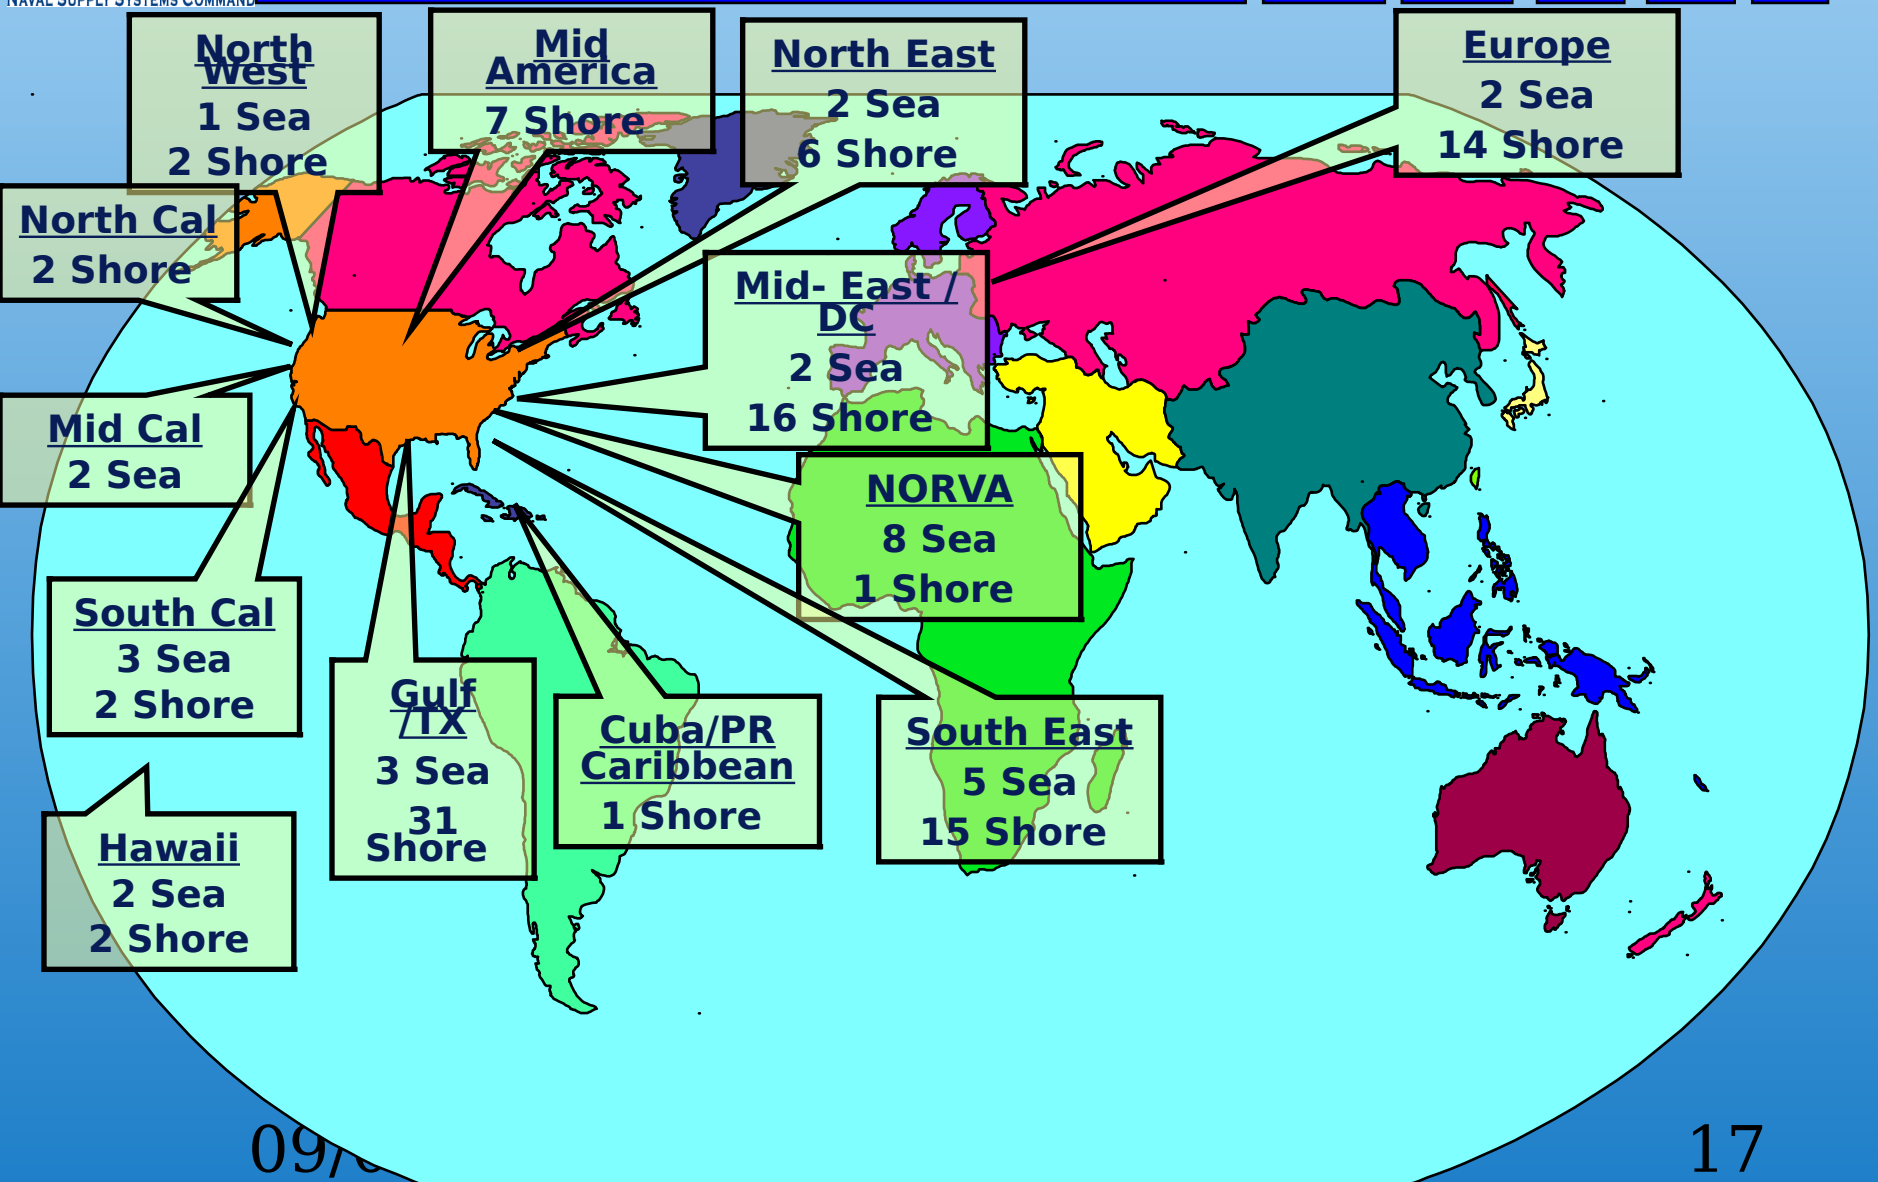 NAVAL SUPPLY SYSTEMS COMMAND
North
West
1 Sea
2 Shore
Mid
America
7 Shore
North East
2 Sea
6 Shore
Europe
2 Sea
14 Shore
North Cal
2 Shore
Mid- East /
DC
2 Sea
16 Shore
Mid Cal
2 Sea
NORVA
8 Sea
1 Shore
South Cal
3 Sea
2 Shore
Gulf
/TX
3 Sea
31
Shore
Cuba/PR
Caribbean
1 Shore
South East
5 Sea
15 Shore
Hawaii
2 Sea
2 Shore
09/
17